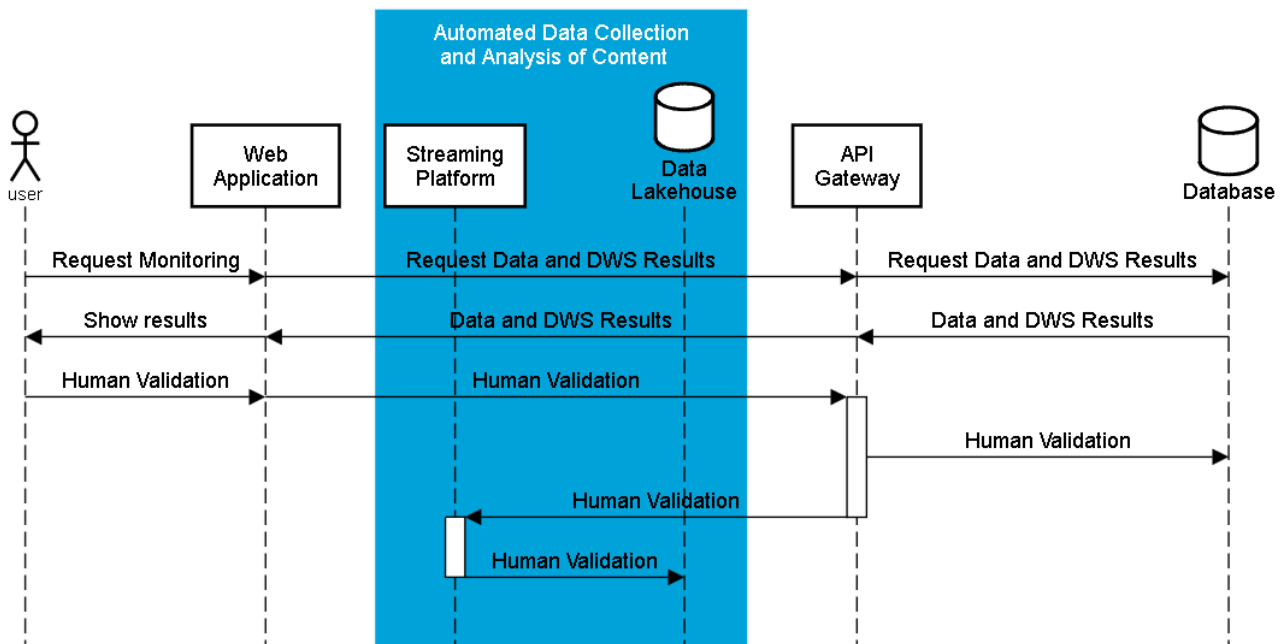 Automated Data Collection
and Analysis of Content
user
Web
Application
Streaming
Platform
Data
Lakehouse
API
Gateway
Database
Request Monitoring
Request Data and DWS Results
Request Data and DWS Results
Show results
Data and DWS Results
Data and DWS Results
Human Validation
Human Validation
Human Validation
Human Validation
Human Validation